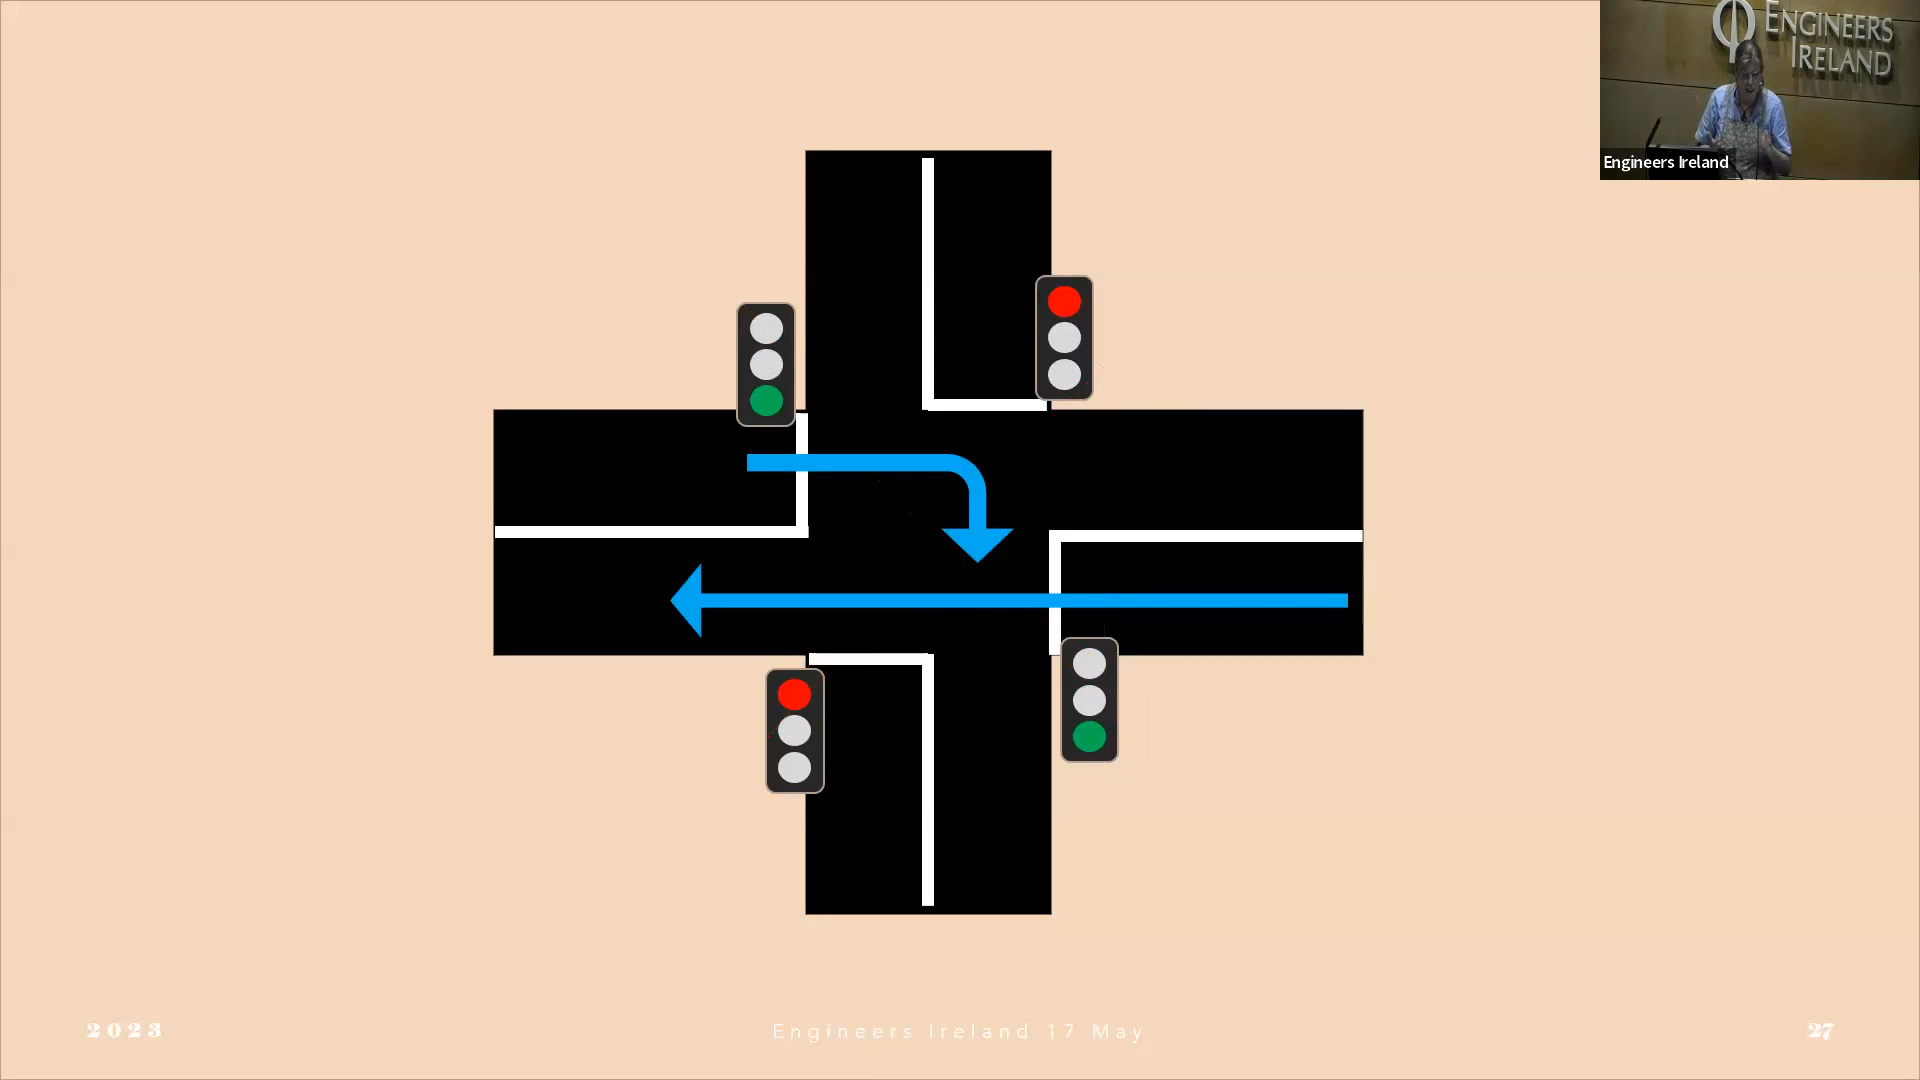 ENGINEERS
IRELAND
Engineers Ireland
2023
Engineers Ireland 17 May
27